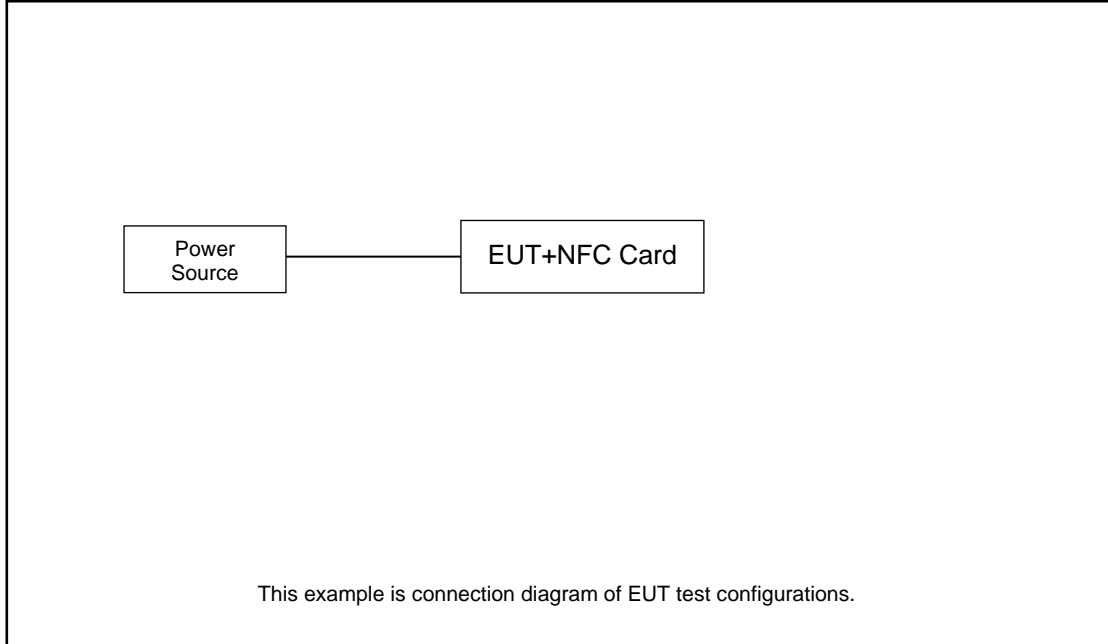 Power
Source
EUT+NFC Card
This example is connection diagram of EUT test configurations.